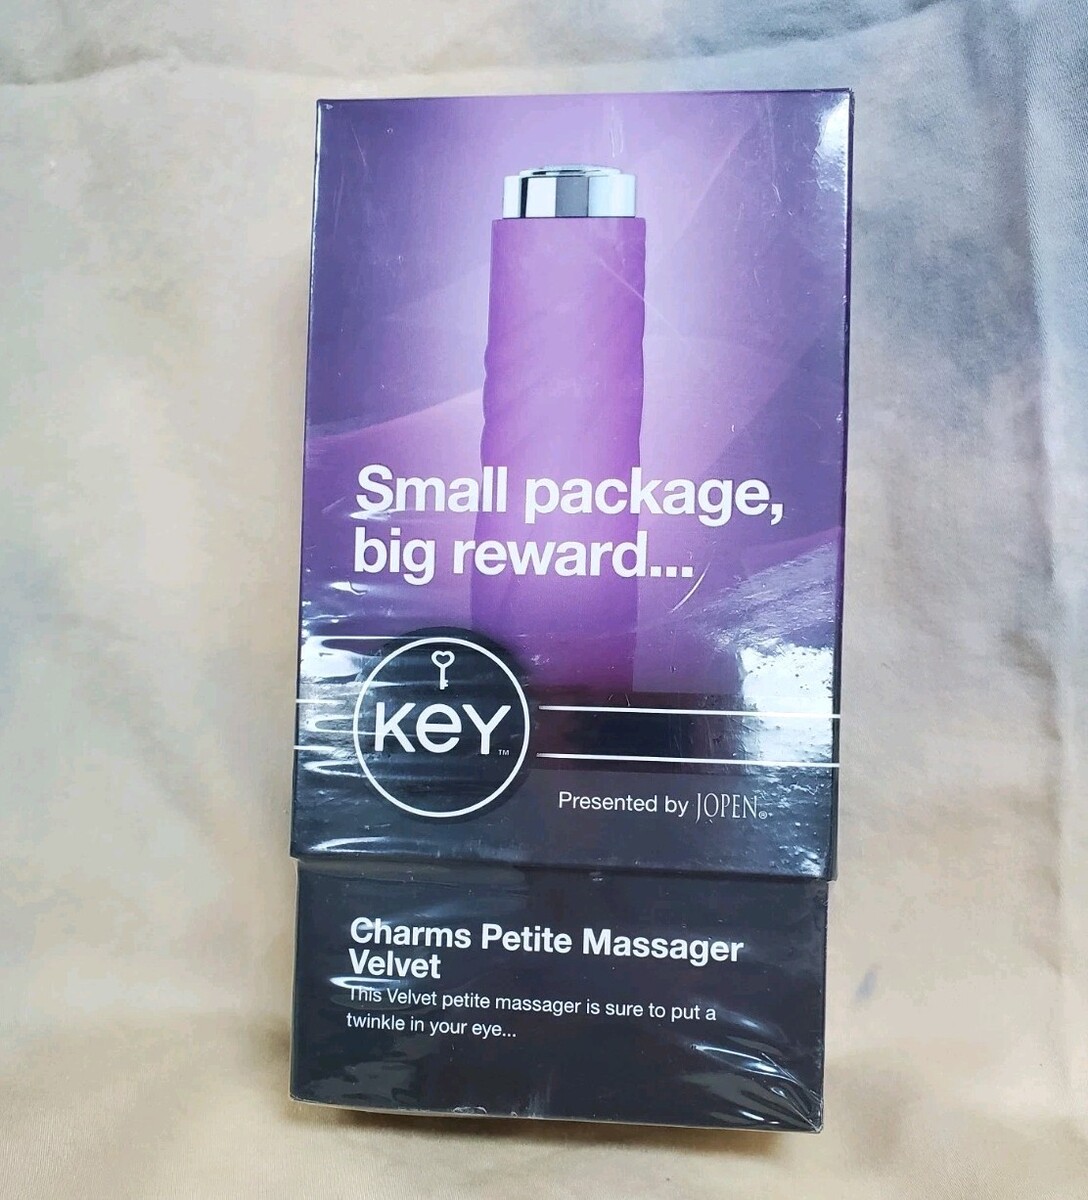 Small package,
big reward...
KeY™
Presented by JOPEN®
Charms Petite Massager
Velvet
This Velvet petite massager is sure to put a
twinkle in your eye...